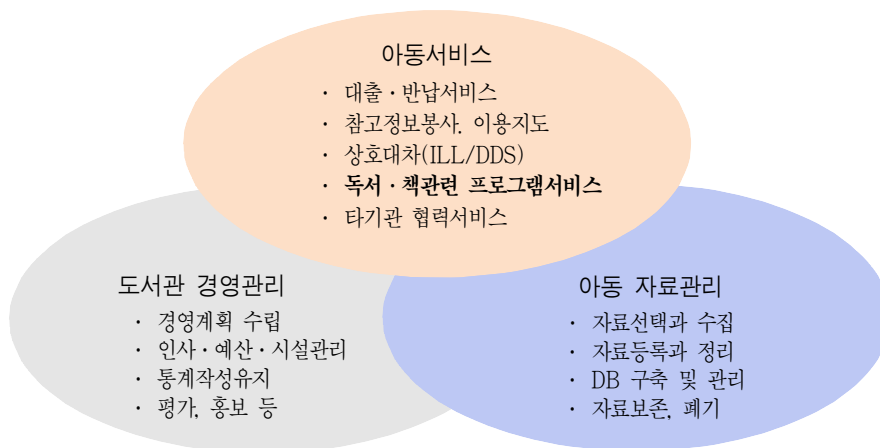 아동서비스
· 대출·반납서비스
· 참고정보봉사, 이용지도
· 상호대차(ILL/DDS)
· 독서·책관련 프로그램서비스
· 타기관 협력서비스
도서관 경영관리
· 경영계획 수립
· 인사·예산·시설관리
· 통계작성유지
· 평가, 홍보 등
아동 자료관리
· 자료선택과 수집
· 자료등록과 정리
· DB 구축 및 관리
· 자료보존, 폐기